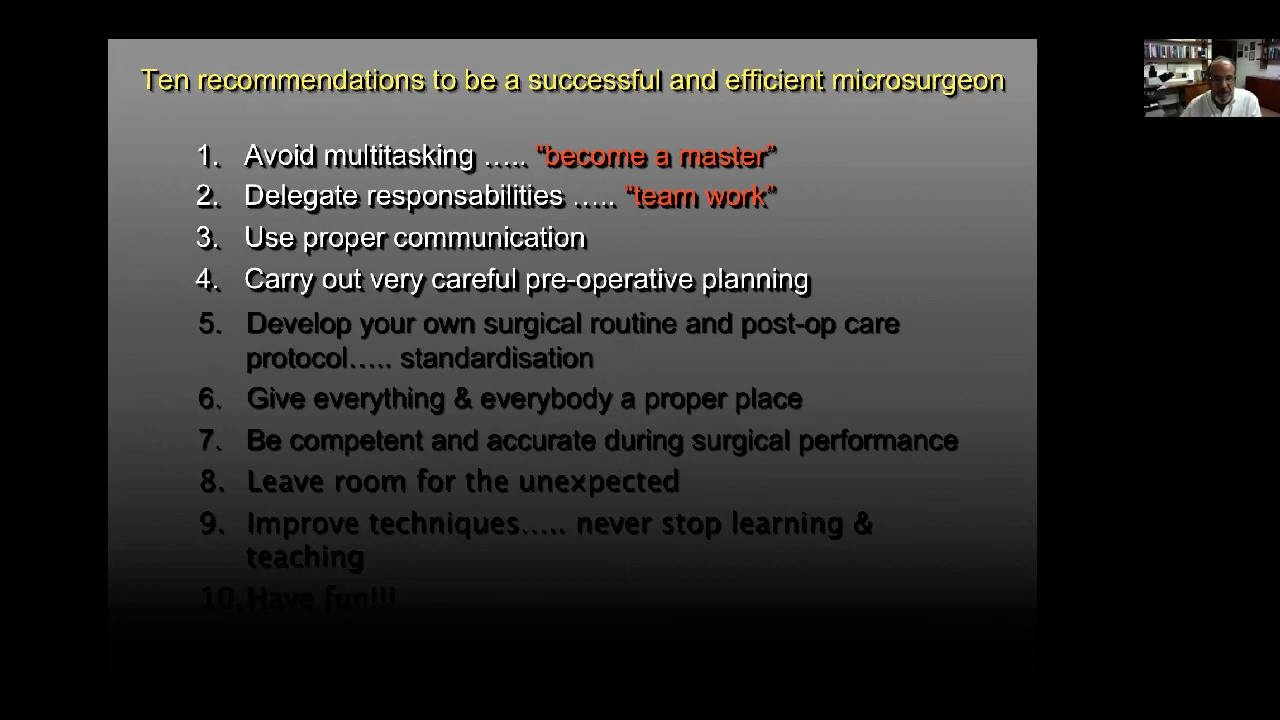 Ten recommendations to be a successful and efficient microsurgeon
1. Avoid multitasking ..... “become a master”
2. Delegate responsabilities ..... “team work”
3. Use proper communication
4. Carry out very careful pre-operative planning
5. Develop your own surgical routine and post-op care
protocol..... standardisation
6. Give everything & everybody a proper place
7. Be competent and accurate during surgical performance
8. Leave room for the unexpected
9. Improve techniques..... never stop learning &
teaching
10. Have fun!!!